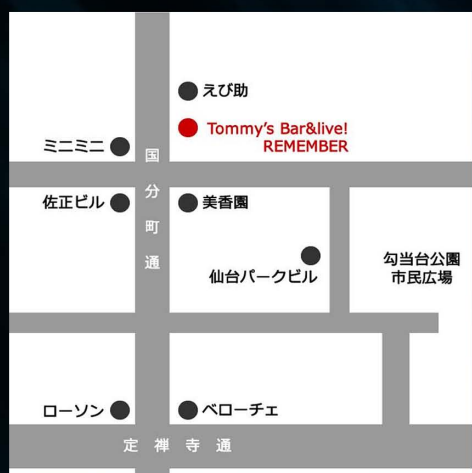 えび助
Tommy's Bar&live!
REMEMBER
ミニミニ
国分町通
佐正ビル
美香園
仙台パークビル
勾当台公園
市民広場
ローソン
ベローチェ
定禅寺通